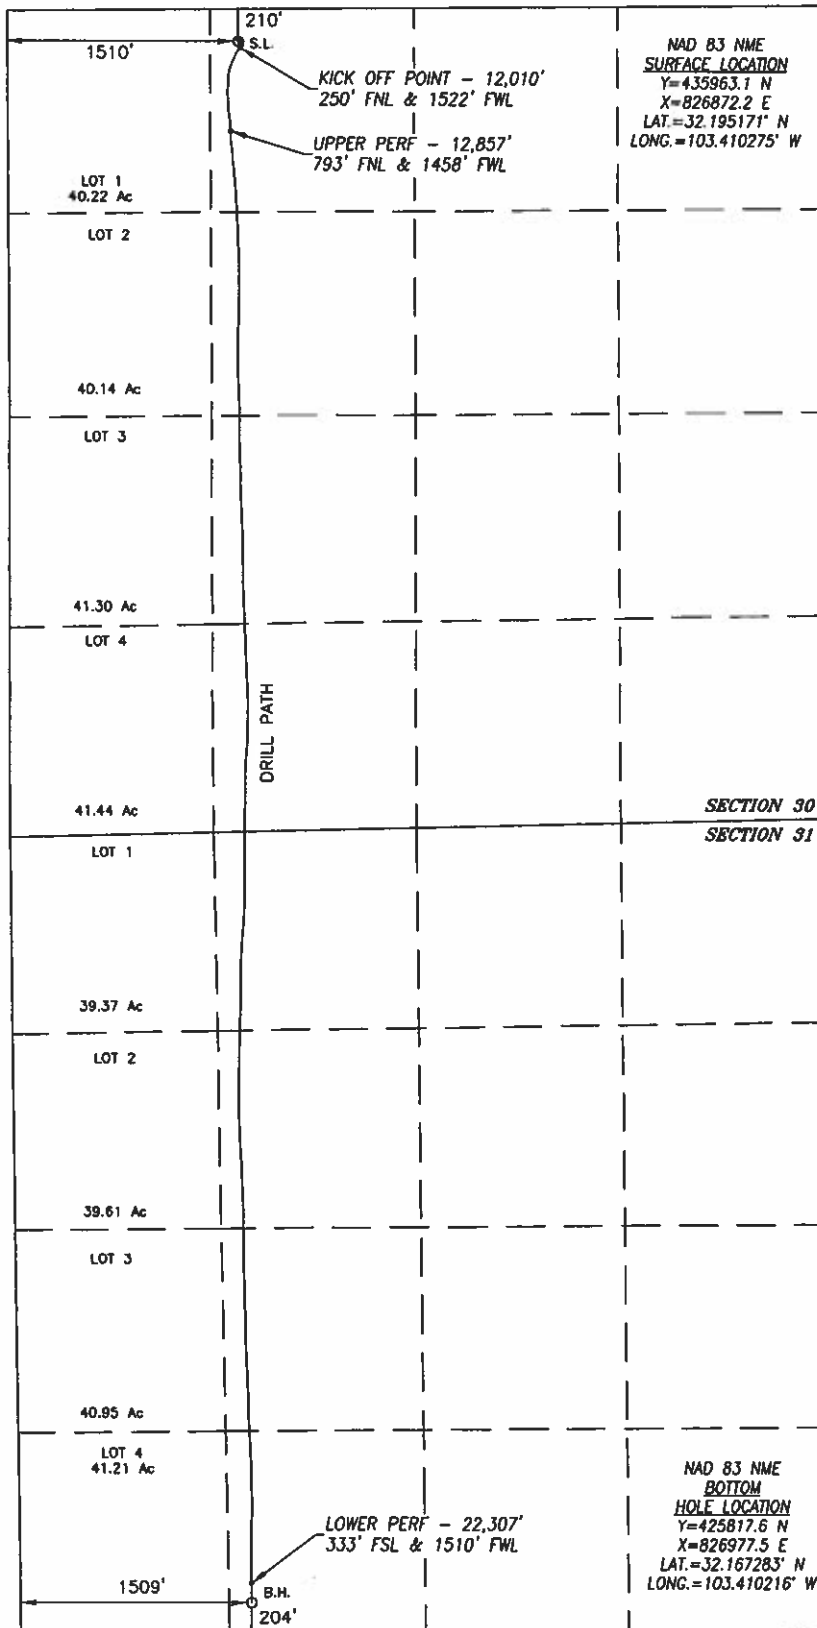 210'
1510'
S.L.
NAD 83 NME
SURFACE LOCATION
Y=435963.1 N
X=826872.2 E
LAT.=32.195171° N
LONG.=103.410275° W
KICK OFF POINT - 12,010'
250' FNL & 1522' FWL
UPPER PERF - 12,857'
793' FNL & 1458' FWL
LOT 1
40.22 Ac
LOT 2
40.14 Ac
LOT 3
41.30 Ac
LOT 4
DRILL PATH
41.44 Ac
SECTION 30
SECTION 31
LOT 1
39.37 Ac
LOT 2
39.61 Ac
LOT 3
40.95 Ac
LOT 4
41.21 Ac
NAD 83 NME
BOTTOM
HOLE LOCATION
Y=425817.6 N
X=826977.5 E
LAT.=32.167283° N
LONG.=103.410216° W
LOWER PERF - 22,307'
333' FSL & 1510' FWL
1509'
B.H.
204'